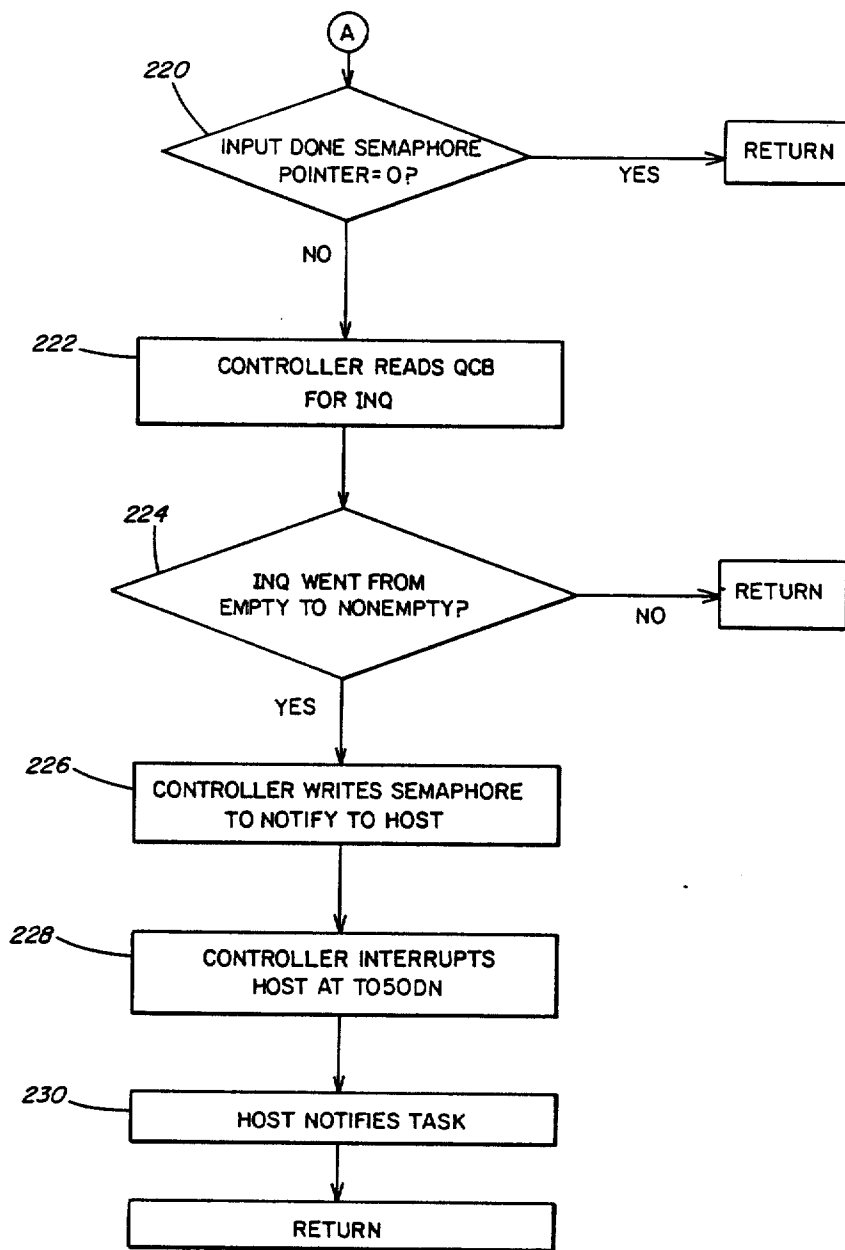 A
220
INPUT DONE SEMAPHORE
POINTER = 0?
YES
RETURN
NO
222
CONTROLLER READS QCB
FOR INQ
224
INQ WENT FROM
EMPTY TO NONEMPTY?
NO
RETURN
YES
226
CONTROLLER WRITES SEMAPHORE
TO NOTIFY TO HOST
228
CONTROLLER INTERRUPTS
HOST AT TO50DN
230
HOST NOTIFIES TASK
RETURN